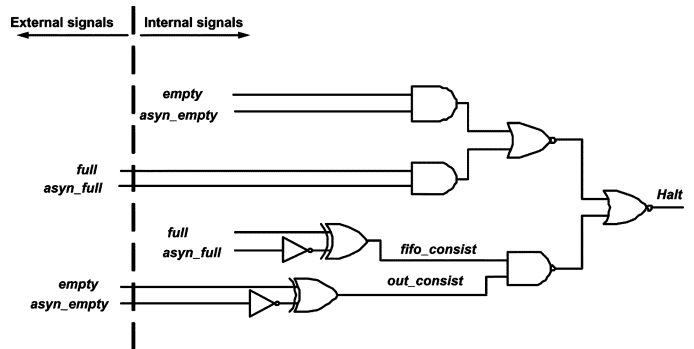 External signals
Internal signals
empty
asyn_empty
full
asyn_full
Halt
full
asyn_full
fifo_consist
empty
out_consist
asyn_empty